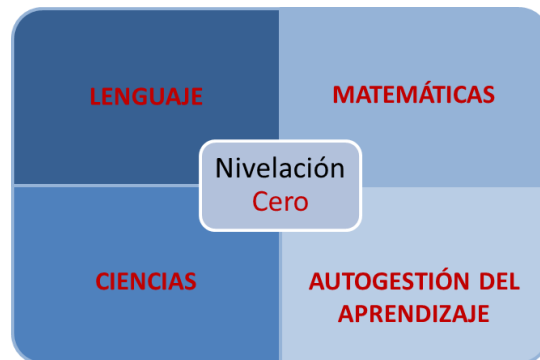 LENGUAJE
MATEMÁTICAS
Nivelación
Cero
CIENCIAS
AUTOGESTIÓN DEL
APRENDIZAJE